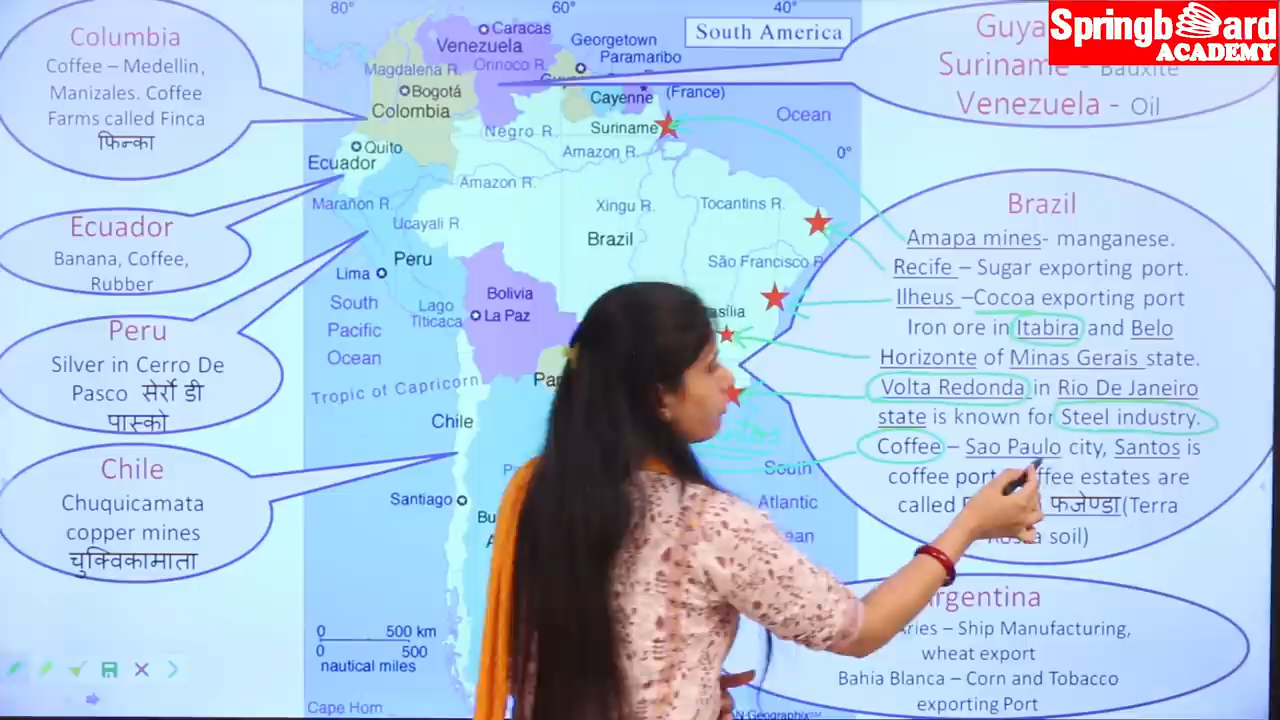 Springboard
ACADEMY
Columbia
Coffee – Medellin,
Manizales. Coffee
Farms called Finca
फिन्का
Ecuador
Banana, Coffee,
Rubber
Peru
Silver in Cerro De
Pasco सेर्रो डी
पास्को
Chile
Chuquicamata
copper mines
चुक्विकामाता
80° 60° 40°
South America
Caracas
Venezuela
Georgetown
Paramaribo
Magdalena R.
Orinoco R.
Bogotá
Colombia
Cayenne (France)
Ocean
Negro R.
Suriname
Amazon R.
0°
Quito
Ecuador
Amazon R.
Marañon R.
Xingu R.
Tocantins R.
Ucayali R.
Brazil
Peru
Lima
São Francisco R
Bolivia
La Paz
Lago
Titicaca
South
Pacific
Ocean
Tropic of Capricorn
Chile
South
Atlantic
Santiago
0 500 km
0 500
nautical miles
Cape Horn
Suriname - Bauxite
Venezuela - Oil
Brazil
Amapa mines- manganese.
Recife – Sugar exporting port.
Ilheus –Cocoa exporting port
Iron ore in Itabira and Belo
Horizonte of Minas Gerais state.
Volta Redonda in Rio De Janeiro
state is known for Steel industry.
Coffee – Sao Paulo city, Santos is
coffee port estates are
called फजेण्डा(Terra
soil)
– Ship Manufacturing,
wheat export
Bahia Blanca – Corn and Tobacco
exporting Port